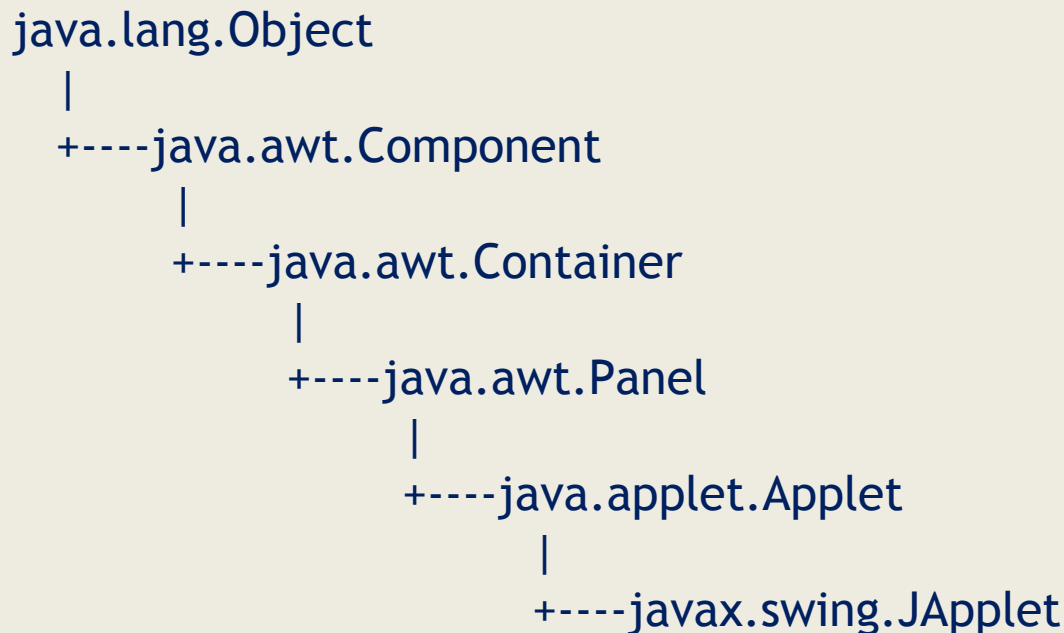 java.lang.Object
|
+----java.awt.Component
|
+----java.awt.Container
|
+----java.awt.Panel
|
+----java.applet.Applet
|
+----javax.swing.JApplet